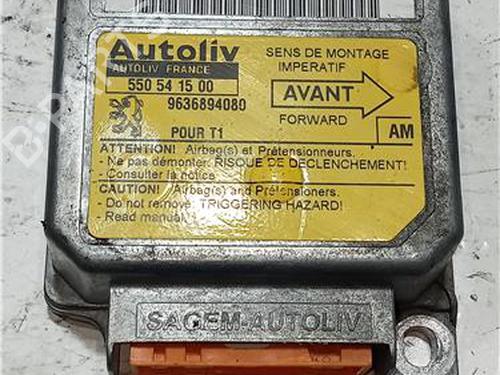 Autoliv
AUTOLIV FRANCE
550 54 15 00
9636894080
SENS DE MONTAGE
IMPERATIF
AVANT
FORWARD
POUR T1
AM
ATTENTION! Airbag(s) et Prétensionneurs.
- Ne pas démonter. RISQUE DE DECLENCHEMENT!
- Consulter la notice
CAUTION! Airbag(s) and Pretensioners.
- Do not remove. TRIGGERING HAZARD!
- Read manual
SAGEM-AUTOLIV